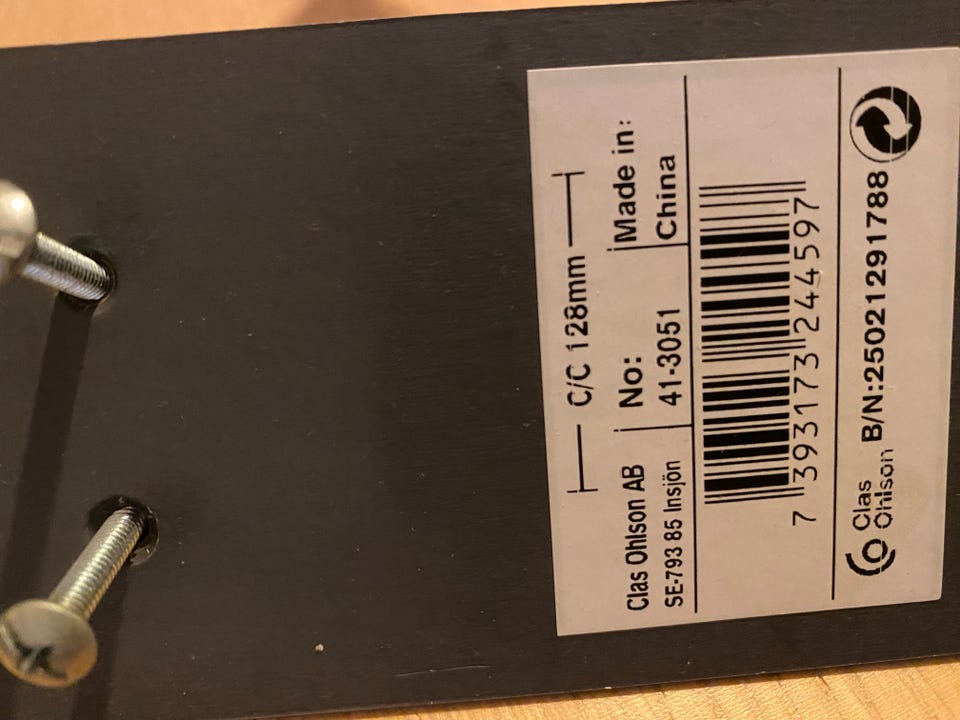 C/C 128mm
Clas Ohlson AB
SE-793 85 Insjön
No:
41-3051
Made in:
China
7 393173 244597
Clas
Ohlson
B/N:25021291788